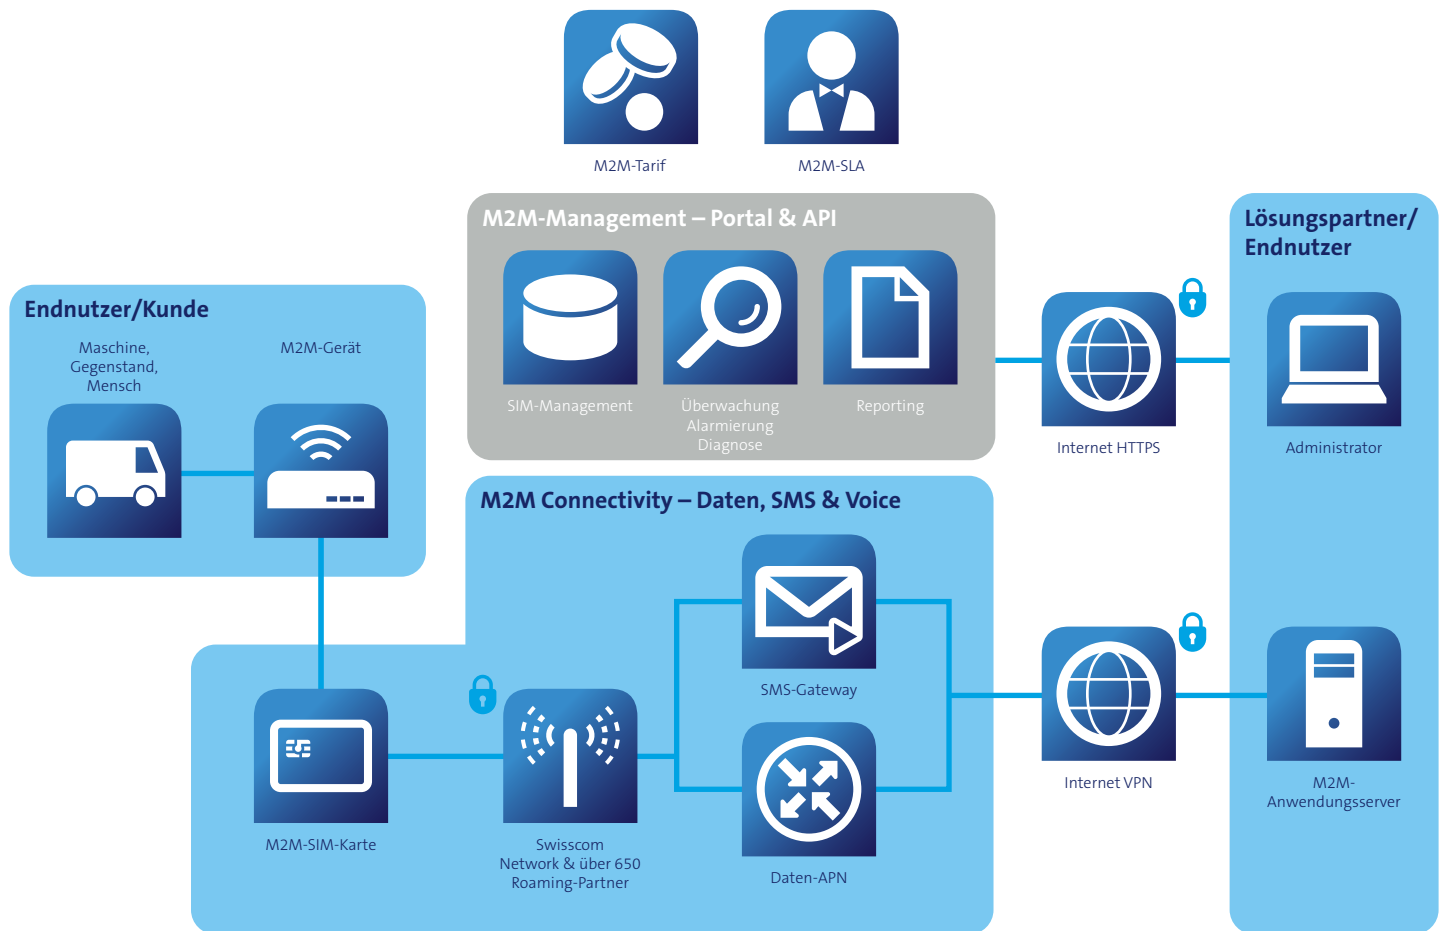 M2M-Tarif
M2M-SLA
M2M-Management – Portal & API
SIM-Management
Überwachung
Alarmierung
Diagnose
Reporting
Lösungspartner/
Endnutzer
Internet HTTPS
Administrator
Endnutzer/Kunde
Maschine,
Gegenstand,
Mensch
M2M-Gerät
M2M Connectivity – Daten, SMS & Voice
SMS-Gateway
Internet VPN
M2M-
Anwendungsserver
M2M-SIM-Karte
Swisscom
Network & über 650
Roaming-Partner
Daten-APN